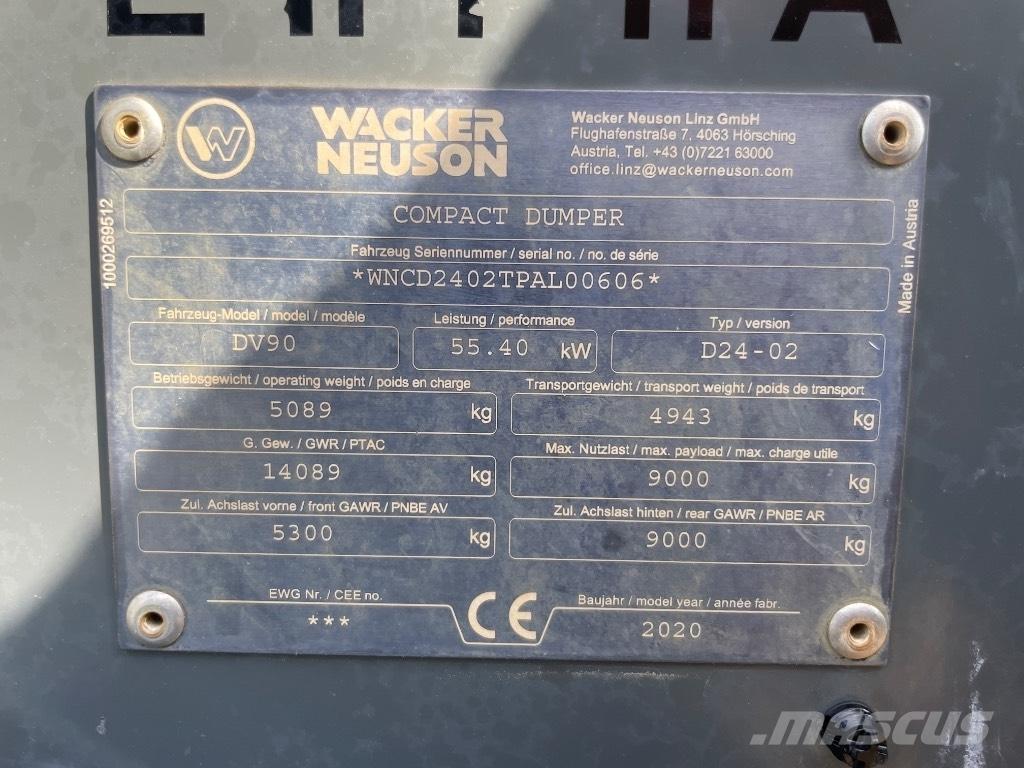 W
WACKER
NEUSON
Wacker Neuson Linz GmbH
Flughafenstraße 7, 4063 Hörsching
Austria, Tel. +43 (0)7221 63000
office.linz@wackerneuson.com
1000269512
Made in Austria
COMPACT DUMPER
Fahrzeug Seriennummer / serial no. / no. de série
*WNCD2402TPAL00606*
Fahrzeug-Model / model / modèle
DV90
Leistung / performance
55.40 kW
Typ / version
D24-02
Betriebsgewicht / operating weight / poids en charge
5089 kg
Transportgewicht / transport weight / poids de transport
4943 kg
G. Gew. / GWR / PTAC
14089 kg
Max. Nutzlast / max. payload / max. charge utile
9000 kg
Zul. Achslast vorne / front GAWR / PNBE AV
5300 kg
Zul. Achslast hinten / rear GAWR / PNBE AR
9000 kg
EWG Nr. / CEE no.
***
CE
Baujahr / model year / année fabr.
2020
MASCUS